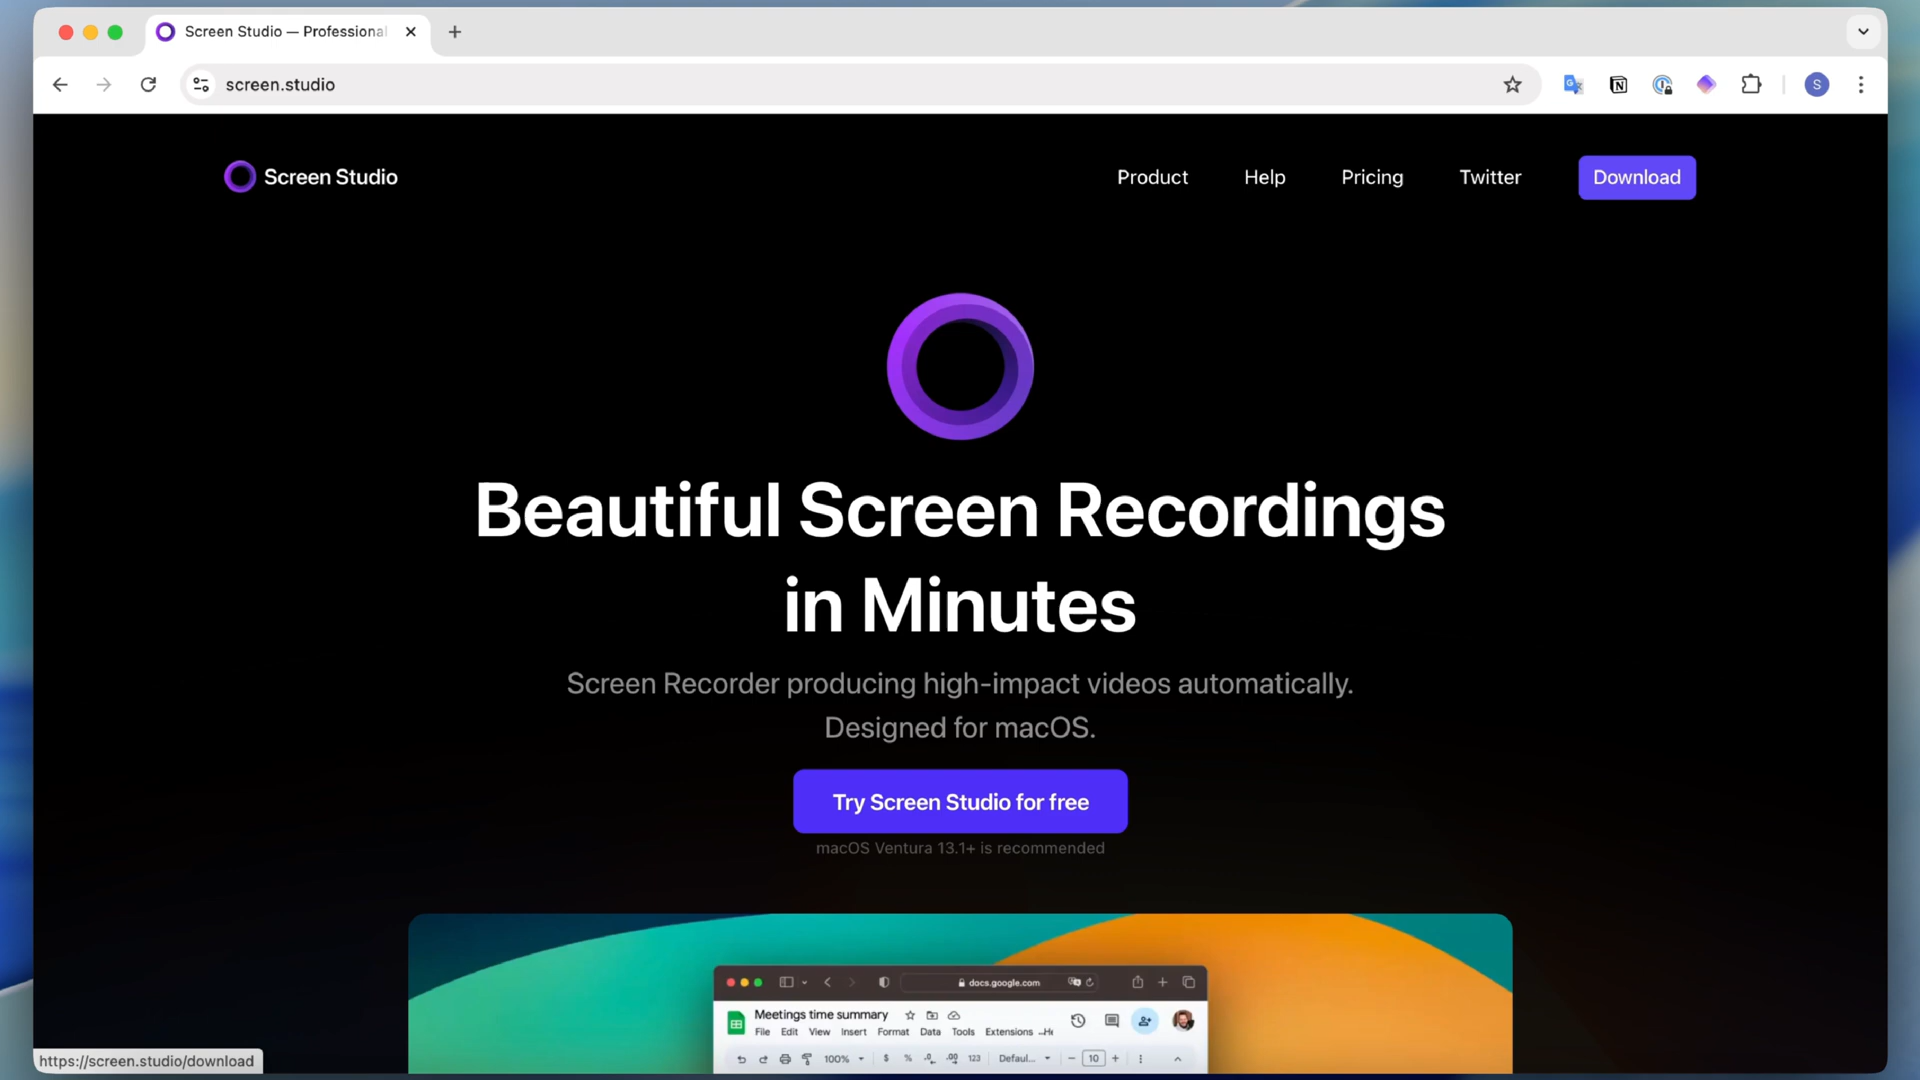 Screen Studio — Professional
screen.studio
S
Screen Studio
Product
Help
Pricing
Twitter
Download
Beautiful Screen Recordings
in Minutes
Screen Recorder producing high-impact videos automatically.
Designed for macOS.
Try Screen Studio for free
macOS Ventura 13.1+ is recommended
docs.google.com
Meetings time summary
File Edit View Insert Format Data Tools Extensions ...He
100% $ % .0 .00 123 Defaul... − 10 +
https://screen.studio/download